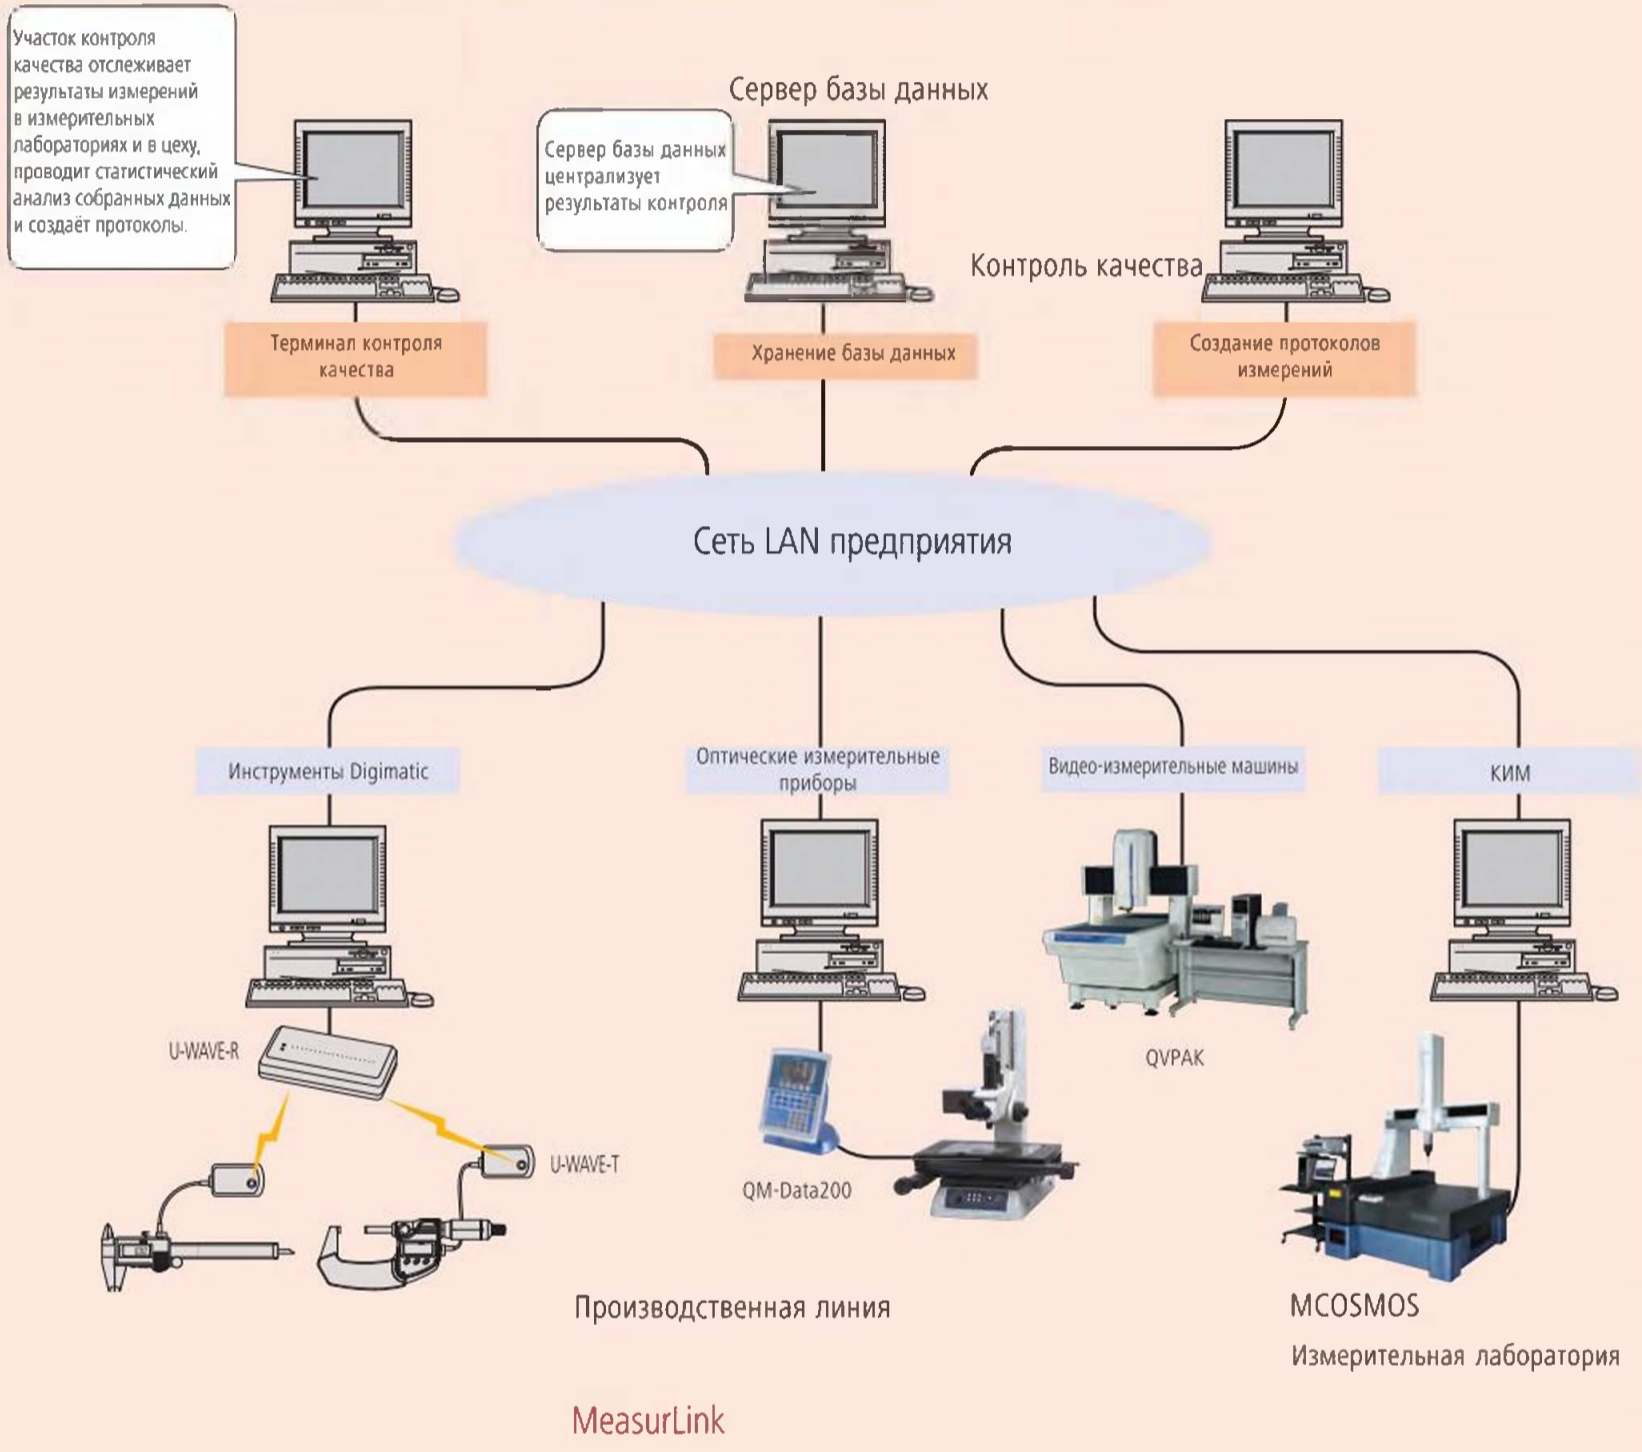 Участок контроля
качества отслеживает
результаты измерений
в измерительных
лабораториях и в цеху,
проводит статистический
анализ собранных данных
и создаёт протоколы.
Сервер базы данных
Сервер базы данных
централизует
результаты контроля
Контроль качества
Терминал контроля
качества
Хранение базы данных
Создание протоколов
измерений
Сеть LAN предприятия
Инструменты Digimatic
Оптические измерительные
приборы
Видео-измерительные машины
КИМ
U-WAVE-R
U-WAVE-T
QM-Data200
QVPAK
Производственная линия
MCOSMOS
Измерительная лаборатория
MeasurLink